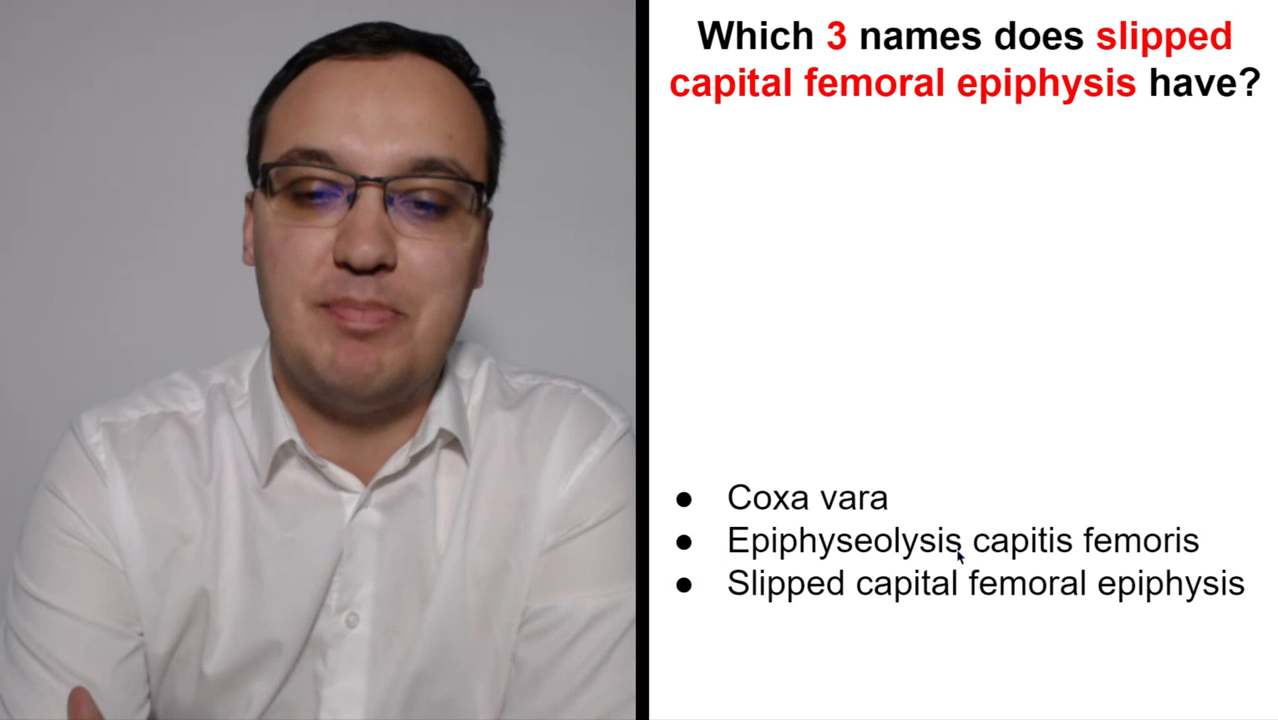 Which 3 names does slipped
capital femoral epiphysis have?
● Coxa vara
● Epiphyseolysis capitis femoris
● Slipped capital femoral epiphysis